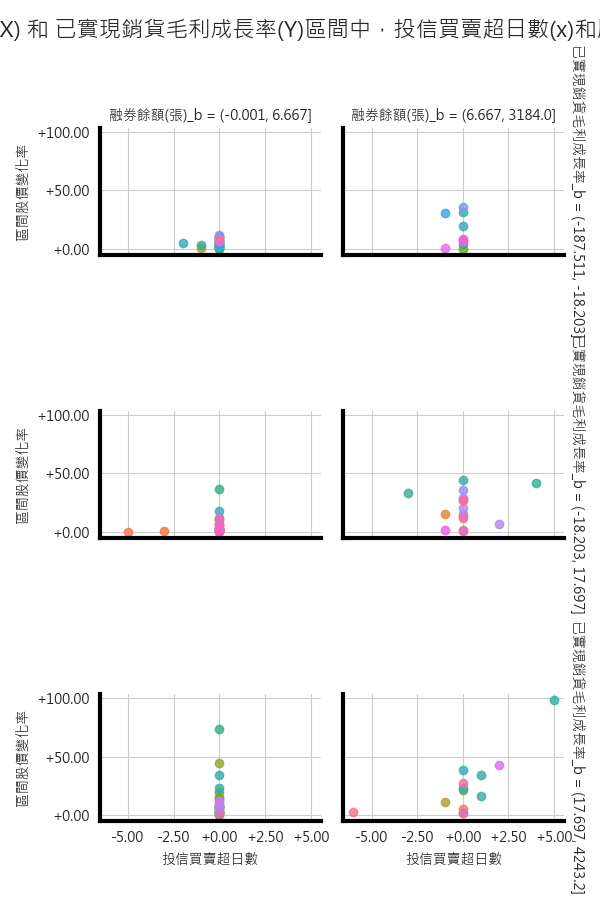 X) 和 已實現銷貨毛利成長率(Y)區間中，投信買賣超日數(x)和
融券餘額(張)_b = (-0.001, 6.667]
融券餘額(張)_b = (6.667, 3184.0]
已實現銷貨毛利成長率_b = (-187.511, -18.203]
區間股價變化率
+100.00
+50.00
+0.00
已實現銷貨毛利成長率_b = (-18.203, 17.697]
區間股價變化率
+100.00
+50.00
+0.00
已實現銷貨毛利成長率_b = (17.697, 4243.2]
區間股價變化率
+100.00
+50.00
+0.00
-5.00 -2.50 +0.00 +2.50 +5.00
-5.00 -2.50 +0.00 +2.50 +5.00
投信買賣超日數
投信買賣超日數